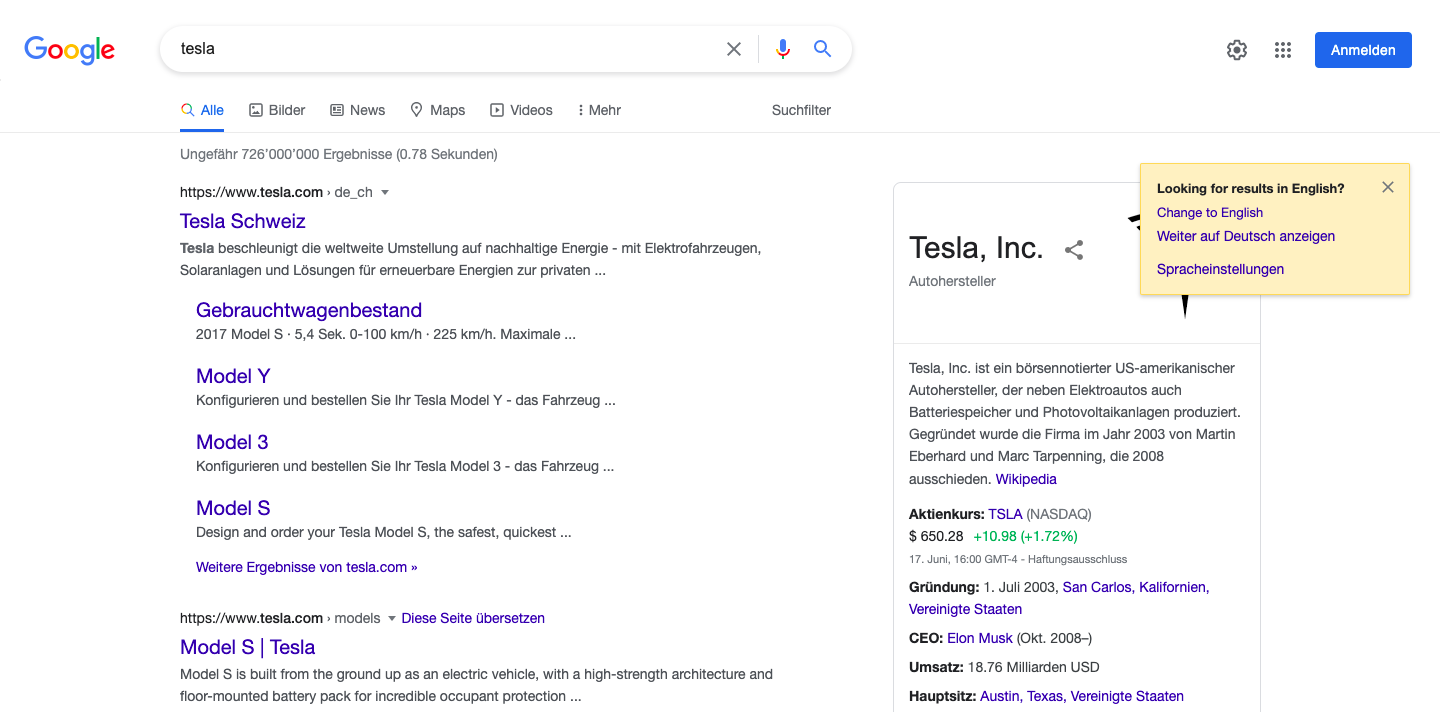 Google
tesla
Anmelden
Alle
Bilder
News
Maps
Videos
Mehr
Suchfilter
Ungefähr 726’000’000 Ergebnisse (0.78 Sekunden)
https://www.tesla.com › de_ch
Tesla Schweiz
Tesla beschleunigt die weltweite Umstellung auf nachhaltige Energie - mit Elektrofahrzeugen,
Solaranlagen und Lösungen für erneuerbare Energien zur privaten ...
Gebrauchtwagenbestand
2017 Model S · 5,4 Sek. 0-100 km/h · 225 km/h. Maximale ...
Model Y
Konfigurieren und bestellen Sie Ihr Tesla Model Y - das Fahrzeug ...
Model 3
Konfigurieren und bestellen Sie Ihr Tesla Model 3 - das Fahrzeug ...
Model S
Design and order your Tesla Model S, the safest, quickest ...
Weitere Ergebnisse von tesla.com »
https://www.tesla.com › models Diese Seite übersetzen
Model S | Tesla
Model S is built from the ground up as an electric vehicle, with a high-strength architecture and
floor-mounted battery pack for incredible occupant protection ...
Looking for results in English?
Change to English
Weiter auf Deutsch anzeigen
Spracheinstellungen
Tesla, Inc.
Autohersteller
Tesla, Inc. ist ein börsennotierter US-amerikanischer
Autohersteller, der neben Elektroautos auch
Batteriespeicher und Photovoltaikanlagen produziert.
Gegründet wurde die Firma im Jahr 2003 von Martin
Eberhard und Marc Tarpenning, die 2008
ausschieden. Wikipedia
Aktienkurs: TSLA (NASDAQ)
$ 650.28 +10.98 (+1.72%)
17. Juni, 16:00 GMT-4 - Haftungsausschluss
Gründung: 1. Juli 2003, San Carlos, Kalifornien,
Vereinigte Staaten
CEO: Elon Musk (Okt. 2008–)
Umsatz: 18.76 Milliarden USD
Hauptsitz: Austin, Texas, Vereinigte Staaten